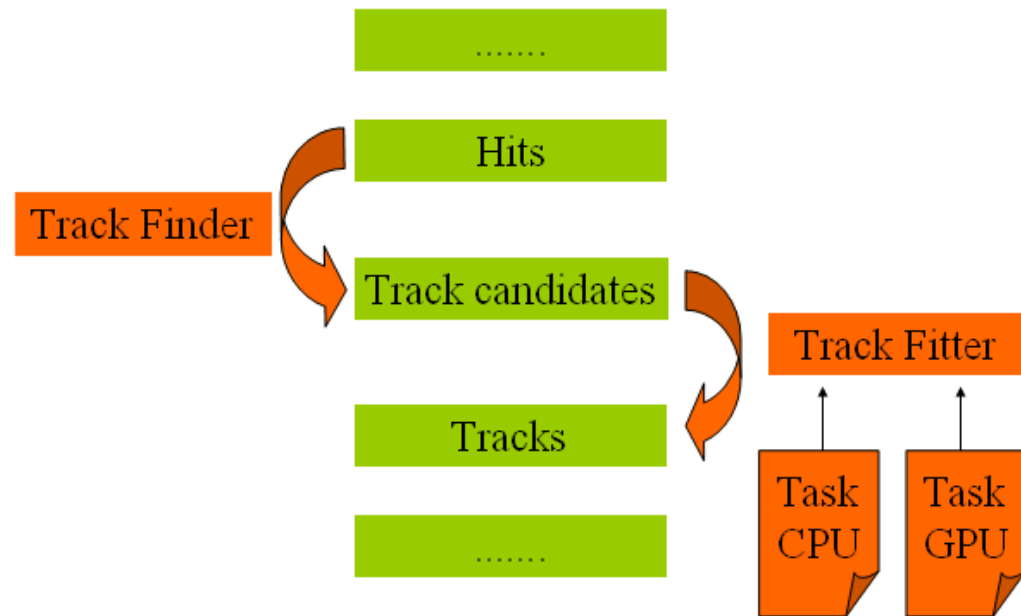 .......
Hits
Track Finder
Track candidates
Track Fitter
Tracks
Task
CPU
Task
GPU
.......